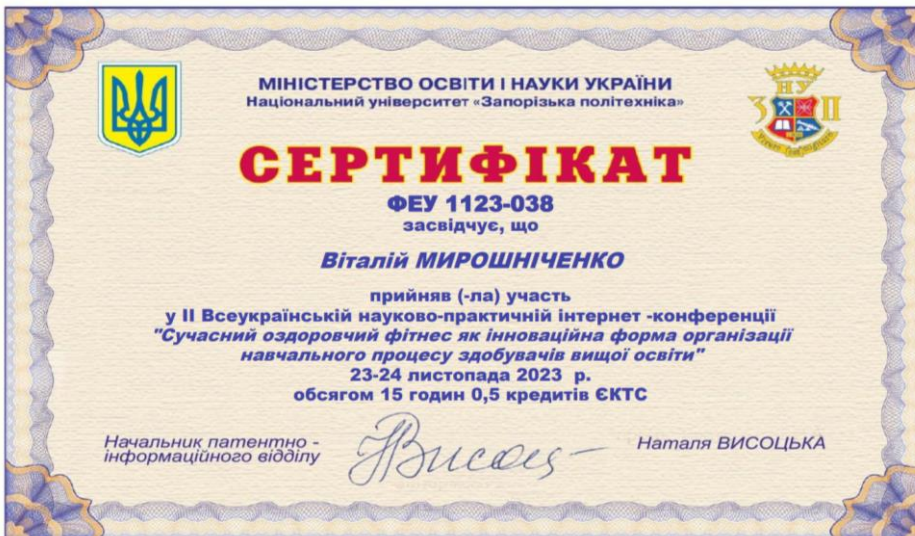 МІНІСТЕРСТВО ОСВІТИ І НАУКИ УКРАЇНИ
Національний університет «Запорізька політехніка»
НУ
З П
СЕРТИФІКАТ
ФЕУ 1123-038
засвідчує, що
Віталій МИРОШНІЧЕНКО
прийняв (-ла) участь
у ІІ Всеукраїнській науково-практичній інтернет -конференції
"Сучасний оздоровчий фітнес як інноваційна форма організації
навчального процесу здобувачів вищої освіти"
23-24 листопада 2023 р.
обсягом 15 годин 0,5 кредитів ЄКТС
Начальник патентно -
інформаційного відділу
Наталя ВИСОЦЬКА